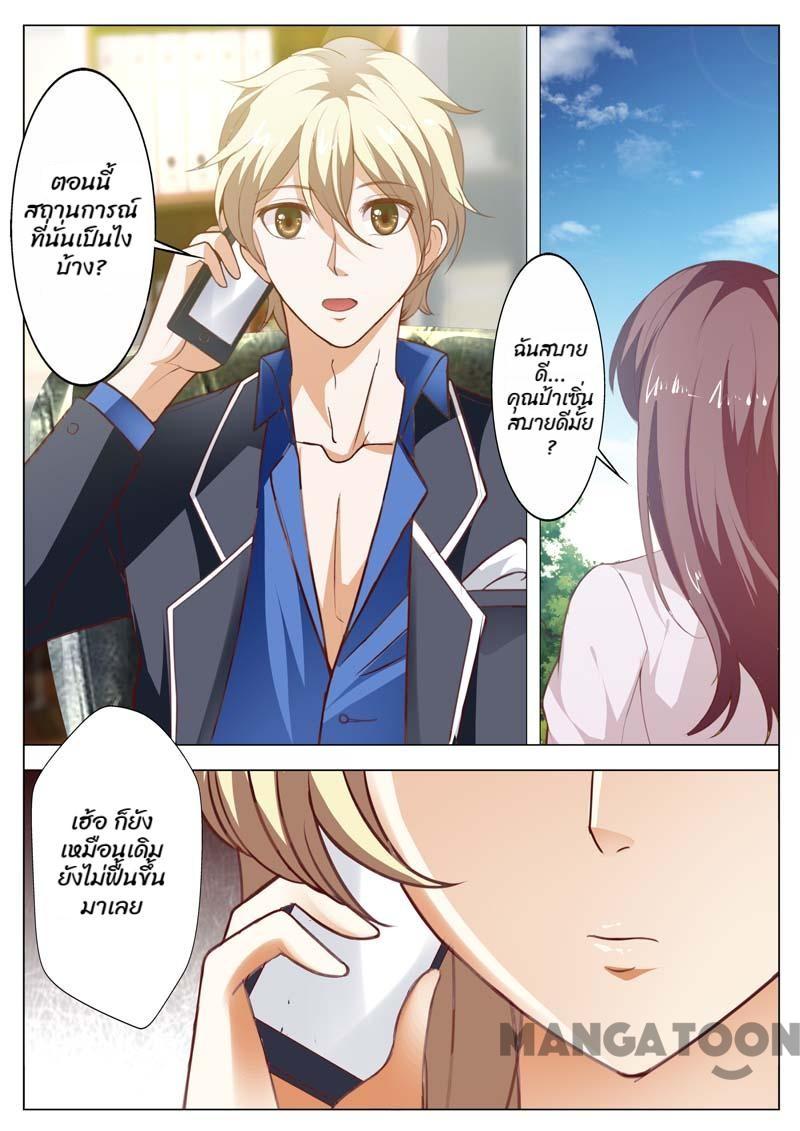 ตอนนี้
สถานการณ์
ที่นั่นเป็นไง
บ้าง?
ฉันสบาย
ดี...
คุณป้าเซิ่น
สบายดีมั้ย
?
เฮ้อ ก็ยัง
เหมือนเดิม
ยังไม่ฟื้นขึ้น
มาเลย
MANGATOON